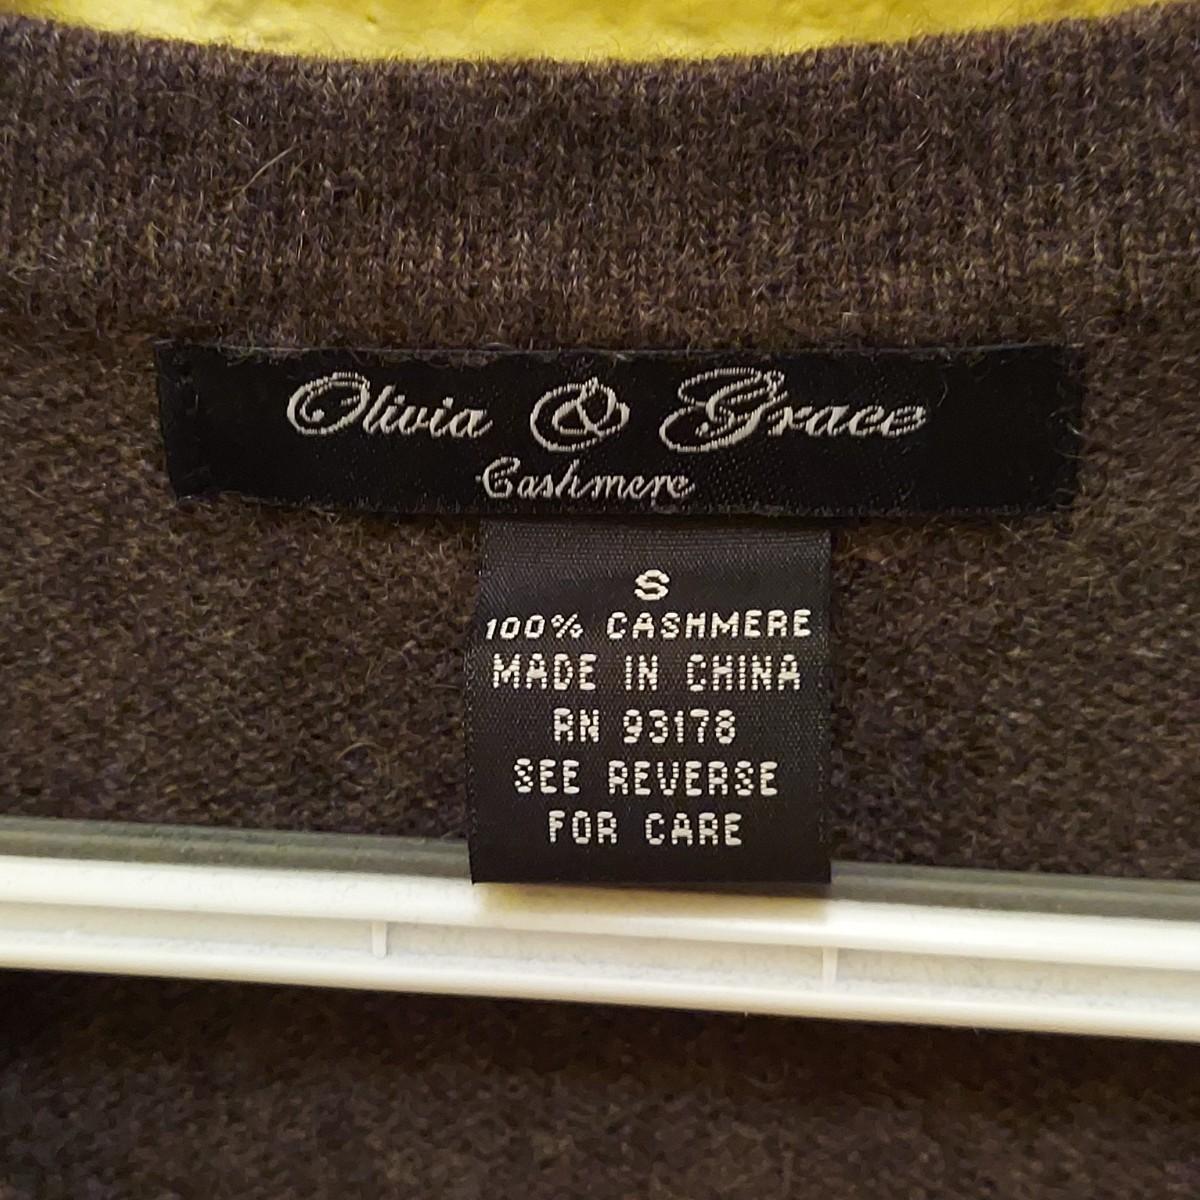 Olivia & Grace
Cashmere
S
100% CASHMERE
MADE IN CHINA
RN 93178
SEE REVERSE
FOR CARE